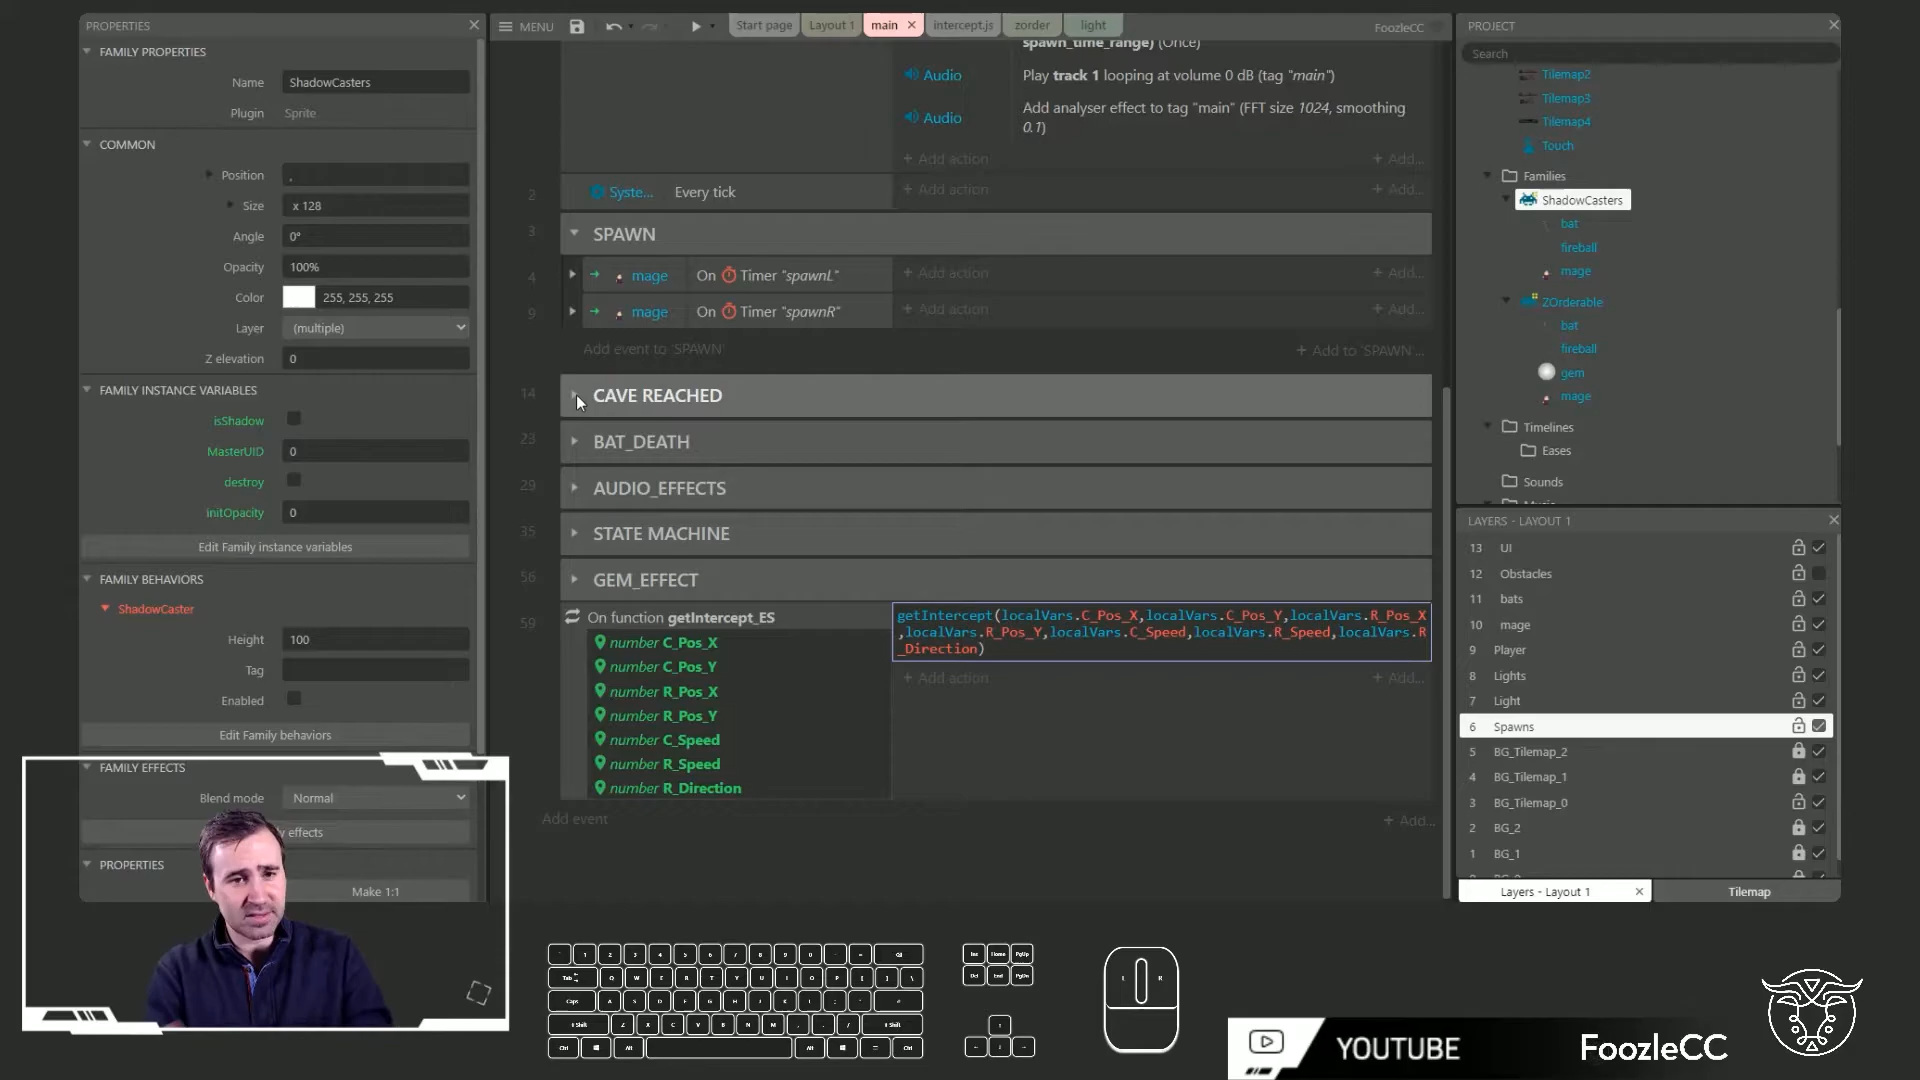 PROPERTIES
FAMILY PROPERTIES
Name ShadowCasters
Plugin Sprite
COMMON
Position ,
Size x 128
Angle 0°
Opacity 100%
Color 255, 255, 255
Layer (multiple)
Z elevation 0
FAMILY INSTANCE VARIABLES
isShadow
MasterUID 0
destroy
initOpacity 0
Edit Family instance variables
FAMILY BEHAVIORS
ShadowCaster
Height 100
Tag
Enabled
Edit Family behaviors
FAMILY EFFECTS
Blend mode Normal
effects
PROPERTIES
Make 1:1
MENU
Start page
Layout 1
main
intercept.js
zorder
light
FoozleCC
spawn_time_range) (Once)
Audio Play track 1 looping at volume 0 dB (tag "main")
Audio Add analyser effect to tag "main" (FFT size 1024, smoothing
0.1)
+ Add action + Add...
2 Syste... Every tick + Add action + Add...
3 SPAWN
4 mage On Timer "spawnL" + Add action + Add...
9 mage On Timer "spawnR" + Add action + Add...
Add event to 'SPAWN' + Add to 'SPAWN'...
14 CAVE REACHED
23 BAT_DEATH
29 AUDIO_EFFECTS
35 STATE MACHINE
56 GEM_EFFECT
59 On function getIntercept_ES
number C_Pos_X
number C_Pos_Y
number R_Pos_X
number R_Pos_Y
number C_Speed
number R_Speed
number R_Direction
getIntercept(localVars.C_Pos_X,localVars.C_Pos_Y,localVars.R_Pos_X
,localVars.R_Pos_Y,localVars.C_Speed,localVars.R_Speed,localVars.R
_Direction)
+ Add action + Add...
Add event + Add...
PROJECT
Search
Tilemap2
Tilemap3
Tilemap4
Touch
Families
ShadowCasters
bat
fireball
mage
ZOrderable
bat
fireball
gem
mage
Timelines
Eases
Sounds
LAYERS - LAYOUT 1
13 UI
12 Obstacles
11 bats
10 mage
9 Player
8 Lights
7 Light
6 Spawns
5 BG_Tilemap_2
4 BG_Tilemap_1
3 BG_Tilemap_0
2 BG_2
1 BG_1
Layers - Layout 1
Tilemap
YOUTUBE
FoozleCC